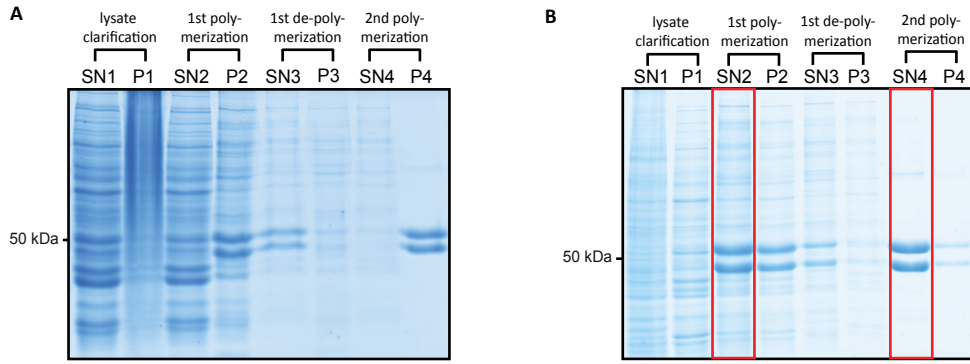 A
lysate
clarification
1st poly-
merization
1st de-poly-
merization
2nd poly-
merization
SN1 P1 SN2 P2 SN3 P3 SN4 P4
50 kDa
B
lysate
clarification
1st poly-
merization
1st de-poly-
merization
2nd poly-
merization
SN1 P1 SN2 P2 SN3 P3 SN4 P4
50 kDa